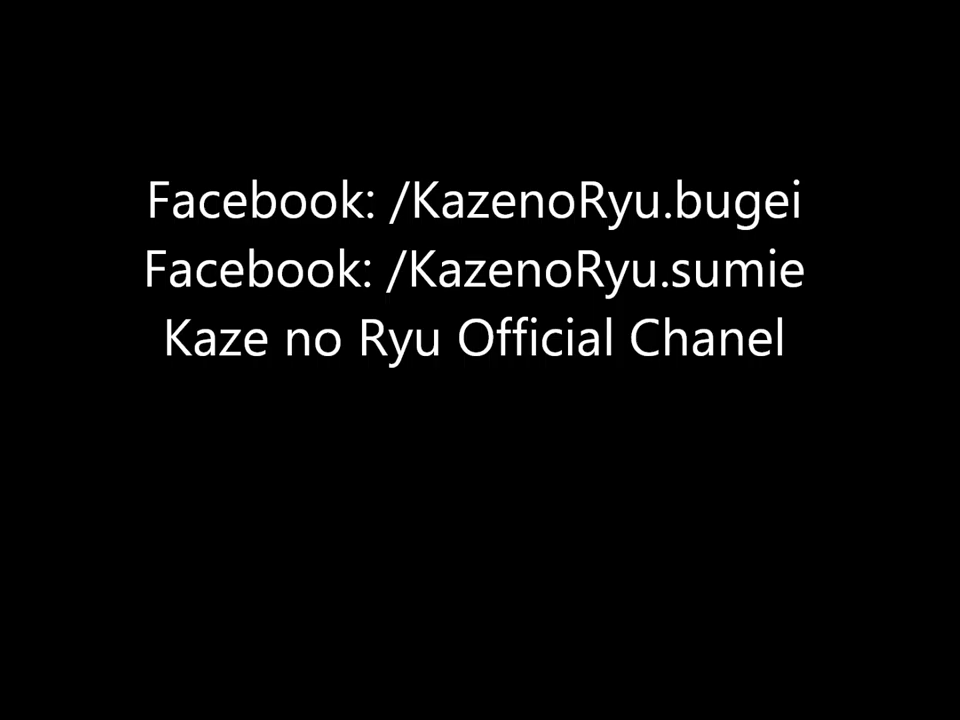 Facebook: /KazenoRyu.bugei
Facebook: /KazenoRyu.sumie
Kaze no Ryu Official Chanel